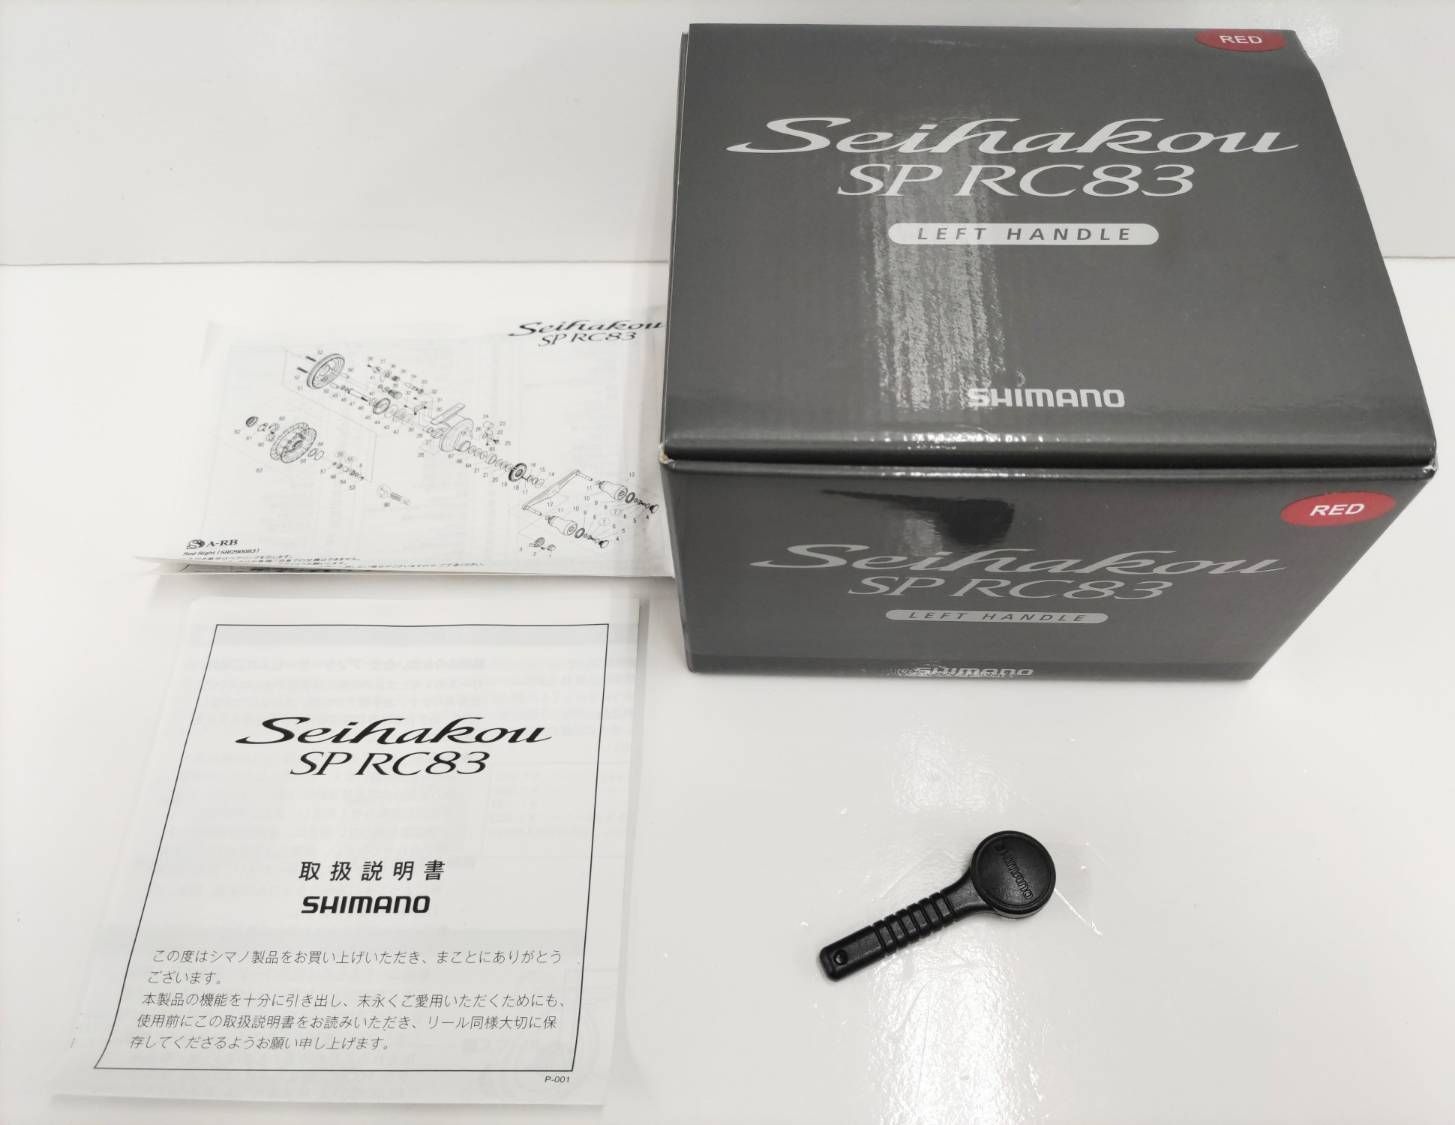 RED
Seihakou
SP RC83
LEFT HANDLE
SHIMANO
RED
Seihakou
SP RC83
LEFT HANDLE
SHIMANO
Seihakou
SP RC83
A-RB
Seihakou
SP RC83
取扱説明書
SHIMANO
この度はシマノ製品をお買い上げいただき、まことにありがとう
ございます。
本製品の機能を十分に引き出し、末永くご愛用いただくためにも、
使用前にこの取扱説明書をお読みいただき、リール同様大切に保
存してくださるようお願い申し上げます。
P-001
SHIMANO